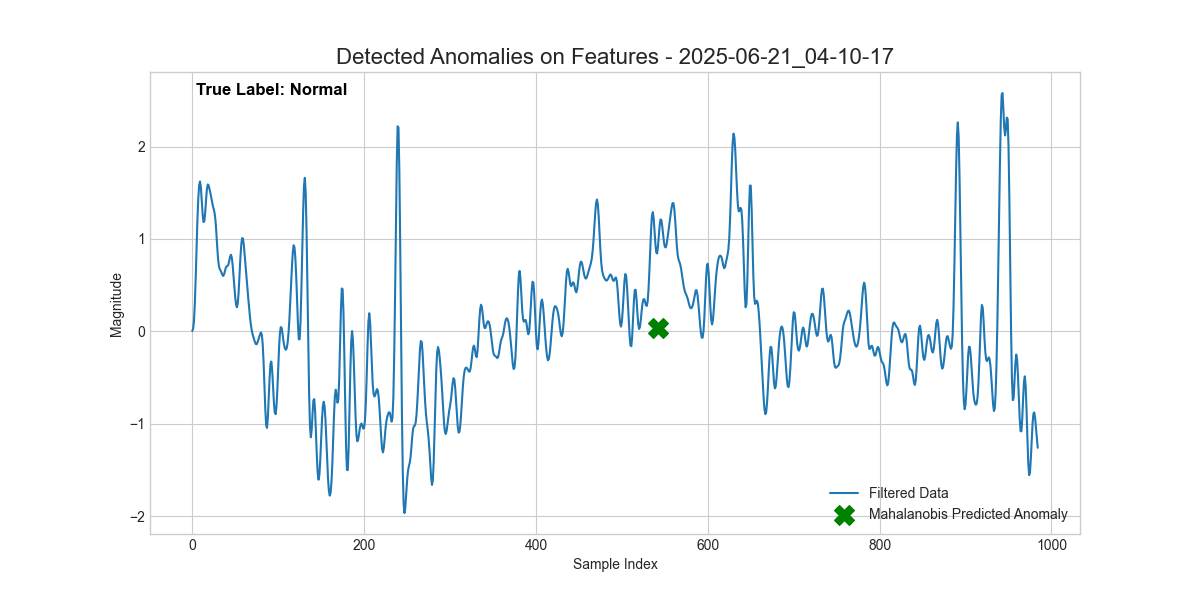 Detected Anomalies on Features - 2025-06-21_04-10-17
True Label: Normal
Magnitude
2
1
0
−1
−2
0 200 400 600 800 1000
Sample Index
Filtered Data
Mahalanobis Predicted Anomaly